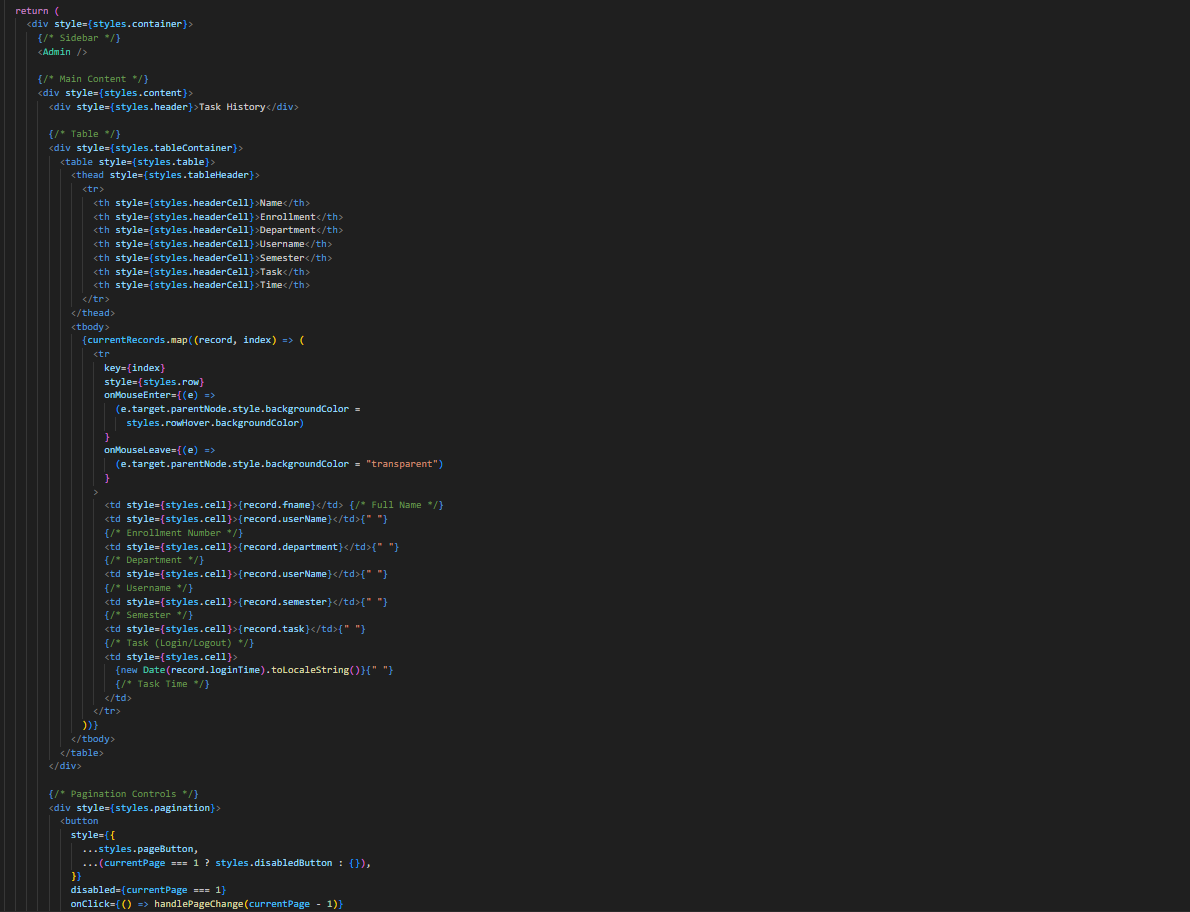 return (
<div style={styles.container}>
{/* Sidebar */}
<Admin />
{/* Main Content */}
<div style={styles.content}>
<div style={styles.header}>Task History</div>
{/* Table */}
<div style={styles.tableContainer}>
<table style={styles.table}>
<thead style={styles.tableHeader}>
<tr>
<th style={styles.headerCell}>Name</th>
<th style={styles.headerCell}>Enrollment</th>
<th style={styles.headerCell}>Department</th>
<th style={styles.headerCell}>Username</th>
<th style={styles.headerCell}>Semester</th>
<th style={styles.headerCell}>Task</th>
<th style={styles.headerCell}>Time</th>
</tr>
</thead>
<tbody>
{currentRecords.map((record, index) => (
<tr
key={index}
style={styles.row}
onMouseEnter={(e) =>
(e.target.parentNode.style.backgroundColor =
styles.rowHover.backgroundColor)
}
onMouseLeave={(e) =>
(e.target.parentNode.style.backgroundColor = "transparent")
}
>
<td style={styles.cell}>{record.fname}</td> {/* Full Name */}
<td style={styles.cell}>{record.userName}</td>{" "}
{/* Enrollment Number */}
<td style={styles.cell}>{record.department}</td>{" "}
{/* Department */}
<td style={styles.cell}>{record.userName}</td>{" "}
{/* Username */}
<td style={styles.cell}>{record.semester}</td>{" "}
{/* Semester */}
<td style={styles.cell}>{record.task}</td>{" "}
{/* Task (Login/Logout) */}
<td style={styles.cell}>
{new Date(record.loginTime).toLocaleString()}{" "}
{/* Task Time */}
</td>
</tr>
))}
</tbody>
</table>
</div>
{/* Pagination Controls */}
<div style={styles.pagination}>
<button
style={{
...styles.pageButton,
...(currentPage === 1 ? styles.disabledButton : {}),
}}
disabled={currentPage === 1}
onClick={() => handlePageChange(currentPage - 1)}